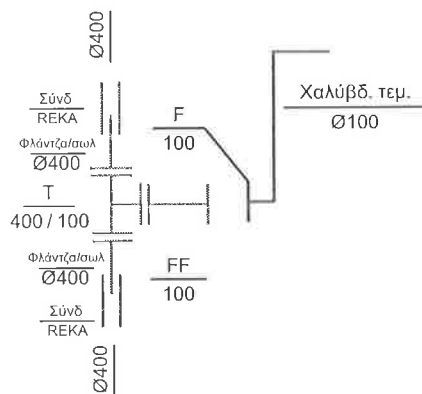 Ø400
Σύνδ
REKA
F
100
Χαλύβδ. τεμ.
Ø100
Φλάντζα/σωλ
Ø400
T
400 / 100
Φλάντζα/σωλ
Ø400
FF
100
Σύνδ
REKA
Ø400